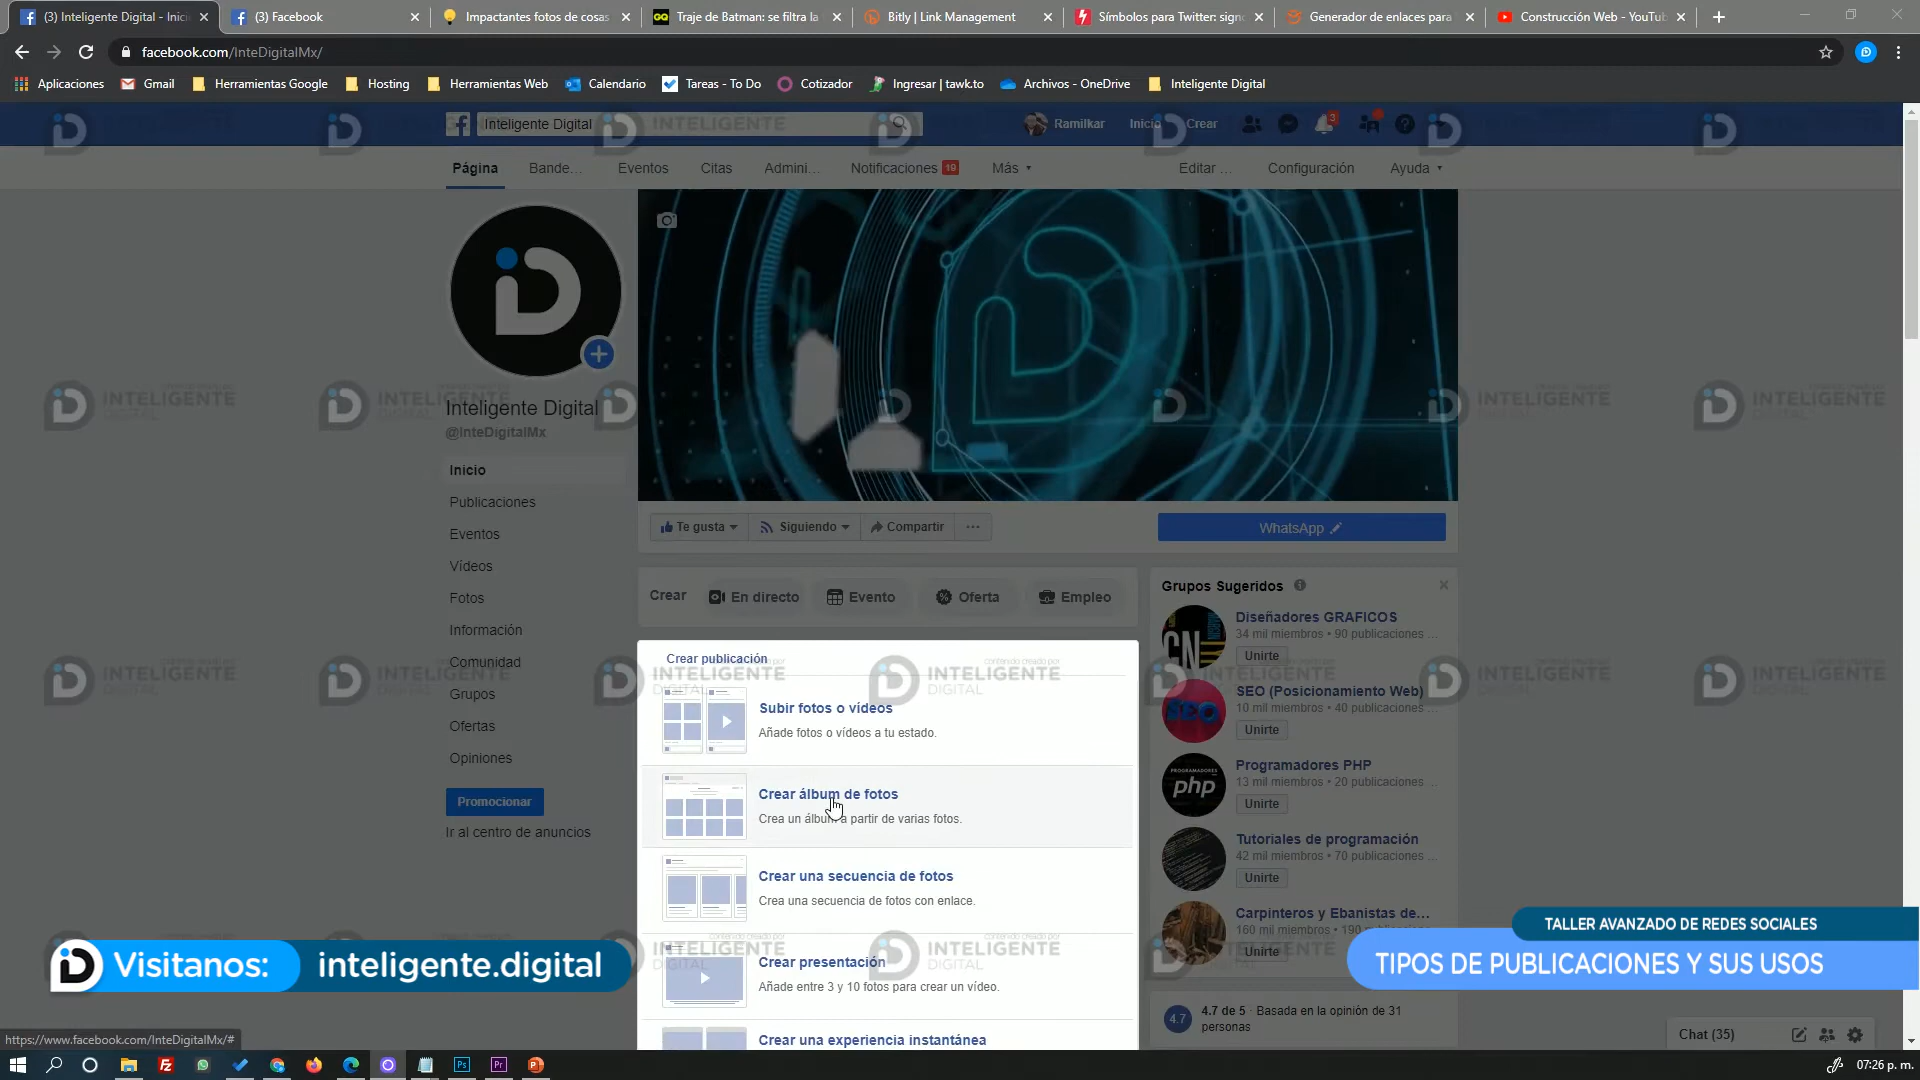 (3) Inteligente Digital - Inici
(3) Facebook
Impactantes fotos de cosas
Traje de Batman: se filtra la
Bitly | Link Management
Símbolos para Twitter: sign
Generador de enlaces para
Construcción Web - YouTub
facebook.com/InteDigitalMx/
Aplicaciones
Gmail
Herramientas Google
Hosting
Herramientas Web
Calendario
Tareas - To Do
Cotizador
Ingresar | tawk.to
Archivos - OneDrive
Inteligente Digital
Inteligente Digital
Ramilkar
Inicio
Crear
3
Página
Bande...
Eventos
Citas
Admini...
Notificaciones 19
Más
Editar ...
Configuración
Ayuda
Inteligente Digital
@InteDigitalMx
Inicio
Publicaciones
Eventos
Vídeos
Fotos
Información
Comunidad
Grupos
Ofertas
Opiniones
Promocionar
Ir al centro de anuncios
Te gusta
Siguiendo
Compartir
WhatsApp
Crear
En directo
Evento
Oferta
Empleo
Crear publicación
Subir fotos o vídeos
Añade fotos o vídeos a tu estado.
Crear álbum de fotos
Crea un álbum a partir de varias fotos.
Crear una secuencia de fotos
Crea una secuencia de fotos con enlace.
Crear presentación
Añade entre 3 y 10 fotos para crear un vídeo.
Crear una experiencia instantánea
Grupos Sugeridos
Diseñadores GRAFICOS
34 mil miembros • 90 publicaciones ...
Unirte
SEO (Posicionamiento Web)
10 mil miembros • 40 publicaciones ...
Unirte
Programadores PHP
13 mil miembros • 20 publicaciones ...
Unirte
Tutoriales de programación
42 mil miembros • 70 publicaciones ...
Unirte
Carpinteros y Ebanistas de...
160 mil miembros • 190 publicaciones ...
Unirte
4.7
4.7 de 5 · Basada en la opinión de 31
personas
Chat (35)
contenido creado por
INTELIGENTE
DIGITAL
Visitanos: inteligente.digital
TALLER AVANZADO DE REDES SOCIALES
TIPOS DE PUBLICACIONES Y SUS USOS
https://www.facebook.com/InteDigitalMx/#
07:26 p. m.